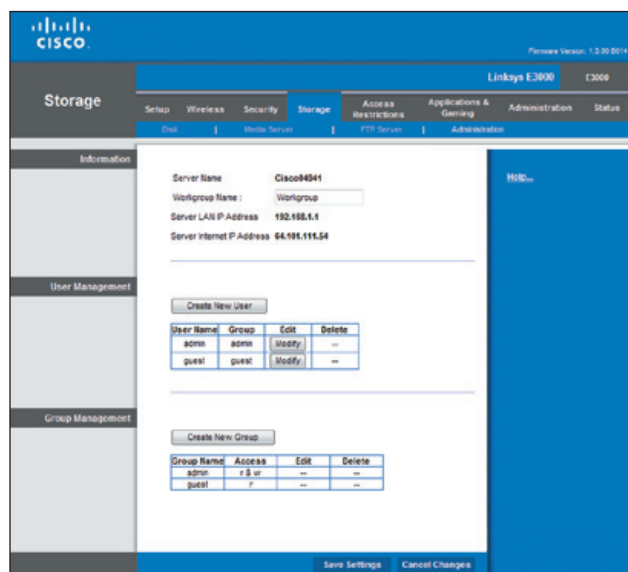 CISCO
Firmware Version: 1.0.00 B014
Linksys E3000 E3000
Storage
Setup Wireless Security Storage Access Restrictions Applications & Gaming Administration Status
Disk | Media Server | FTP Server | Administration
Information
Server Name Cisco04941
Workgroup Name : Workgroup
Server LAN IP Address 192.168.1.1
Server Internet IP Address 64.101.111.54
Help...
User Management
Create New User
User Name Group Edit Delete
admin admin Modify --
guest guest Modify --
Group Management
Create New Group
Group Name Access Edit Delete
admin r & w -- --
guest r -- --
Save Settings Cancel Changes